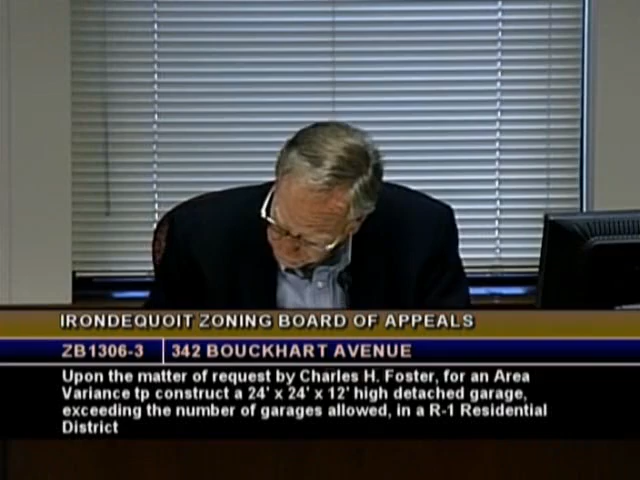 IRONDEQUOIT ZONING BOARD OF APPEALS
ZB1306-3 342 BOUCKHART AVENUE
Upon the matter of request by Charles H. Foster, for an Area
Variance tp construct a 24' x 24' x 12' high detached garage,
exceeding the number of garages allowed, in a R-1 Residential
District